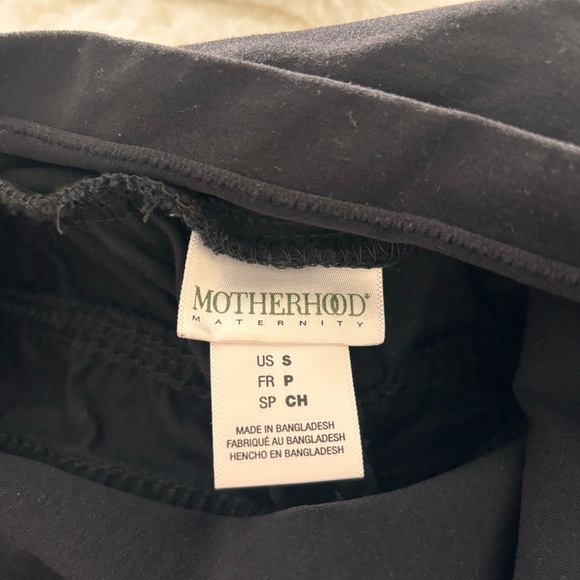 MOTHERHOOD®
MATERNITY
US S
FR P
SP CH
MADE IN BANGLADESH
FABRIQUÉ AU BANGLADESH
HENCHO EN BANGLADESH